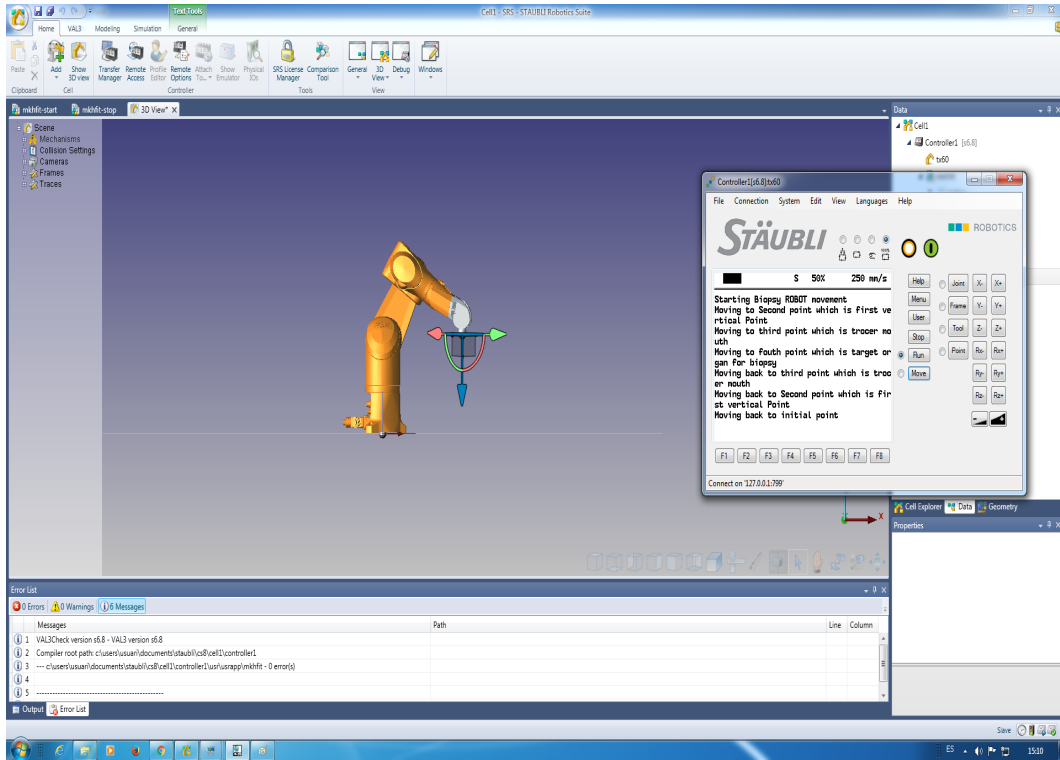 Text Tools
Cell1 - SRS - STAUBLI Robotics Suite
Home VAL3 Modeling Simulation General
Paste
Add
Show 3D view
Transfer Manager
Remote Access
Profile Editor
Remote Options
Attach To...
Show Emulator
Physical IOs
SRS License Manager
Comparison Tool
General View
3D View
Debug
Windows
Clipboard Cell Controller Tools View
mkhfit-start mkhfit-stop 3D View* X
Scene
Mechanisms
Collision Settings
Cameras
Frames
Traces
Data
Cell1
Controller1 [s6.8]
tx60
Controller1[s6.8]:tx60
File Connection System Edit View Languages Help
STÄUBLI
ROBOTICS
S 50% 250 mm/s
Starting Biopsy ROBOT movement
Moving to Second point which is first ve
rtical Point
Moving to third point which is trocer mo
uth
Moving to fouth point which is target or
gan for biopsy
Moving back to third point which is troc
er mouth
Moving back to Second point which is fir
st vertical Point
Moving back to initial point
Help Joint X- X+
Menu Frame Y- Y+
User
Tool Z- Z+
Stop
Run Point Rx- Rx+
Move Ry- Ry+
Rz- Rz+
- +
F1 F2 F3 F4 F5 F6 F7 F8
Connect on '127.0.0.1:799'
X
Cell Explorer Data Geometry
Properties
Error List
0 Errors 0 Warnings 6 Messages
Messages Path Line Column
1 VAL3Check version s6.8 - VAL3 version s6.8
2 Compiler root path: c:\users\usuari\documents\staubli\cs8\cell1\controller1
3 --- c:\users\usuari\documents\staubli\cs8\cell1\controller1\usr\usrapp\mkhfit - 0 error(s)
4
5 --------------------------------------------------
Output Error List
Slave
ES 15:10